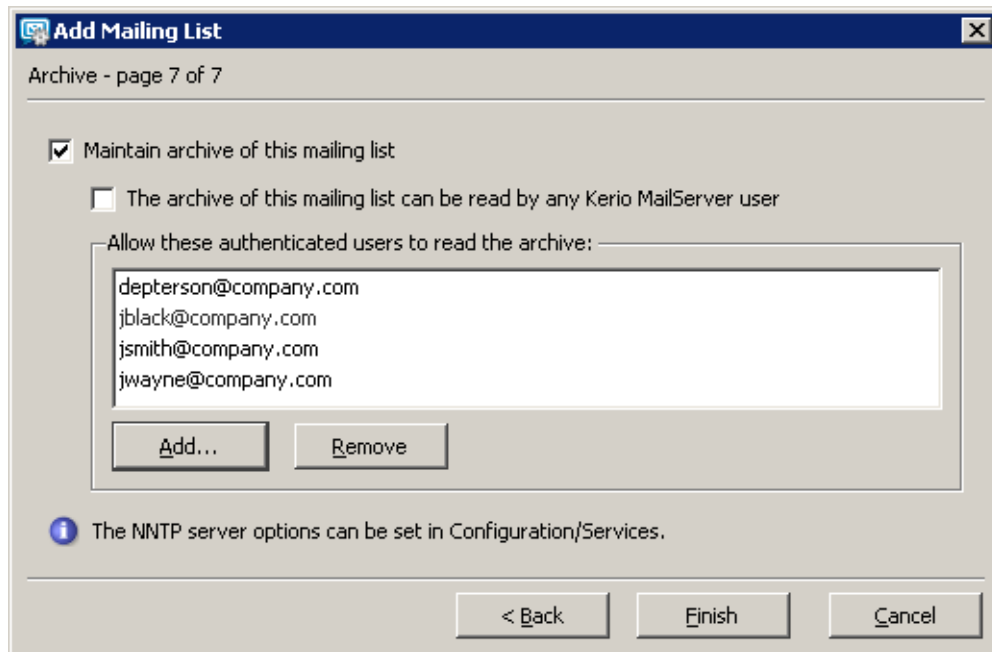 Add Mailing List
Archive - page 7 of 7
Maintain archive of this mailing list
The archive of this mailing list can be read by any Kerio MailServer user
Allow these authenticated users to read the archive:
depterson@company.com
jblack@company.com
jsmith@company.com
jwayne@company.com
Add... Remove
The NNTP server options can be set in Configuration/Services.
< Back Finish Cancel